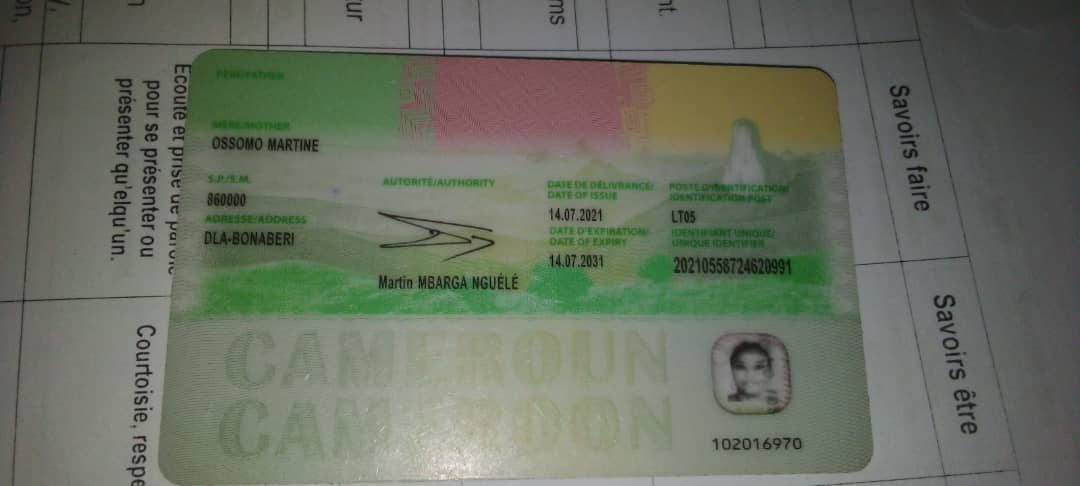 PÈRE/FATHER
MÈRE/MOTHER
OSSOMO MARTINE
S.P./S.M.
860000
ADRESSE/ADDRESS
DLA-BONABERI
AUTORITÉ/AUTHORITY
Martin MBARGA NGUÉLÉ
DATE DE DÉLIVRANCE/
DATE OF ISSUE
14.07.2021
DATE D'EXPIRATION/
DATE OF EXPIRY
14.07.2031
POSTE D'IDENTIFICATION/
IDENTIFICATION POST
LT05
IDENTIFIANT UNIQUE/
UNIQUE IDENTIFIER
20210558724620991
CAMEROUN
CAMEROON
102016970
Savoirs faire
Savoirs être
Ecoute et prise de parole
pour se présenter ou
présenter qu'elqu'un.
Courtoisie, respe
on,
ur
ms
nt.